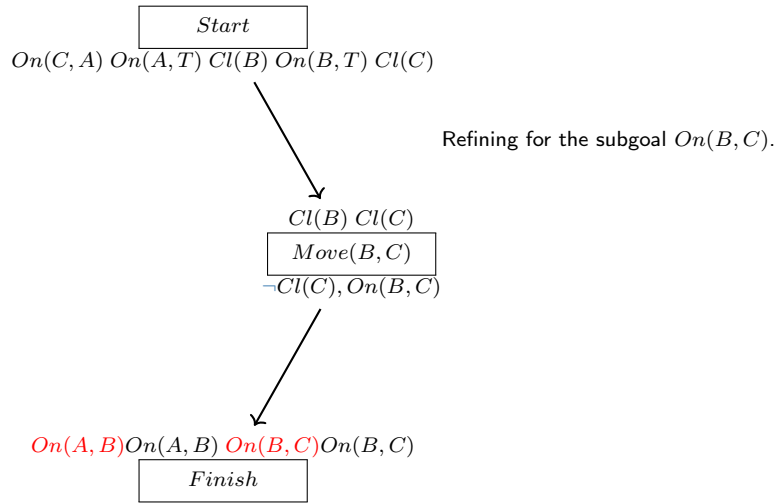 Start
On(C, A) On(A, T) Cl(B) On(B, T) Cl(C)
Refining for the subgoal On(B, C).
Cl(B) Cl(C)
Move(B, C)
¬Cl(C), On(B, C)
On(A, B)On(A, B) On(B, C)On(B, C)
Finish